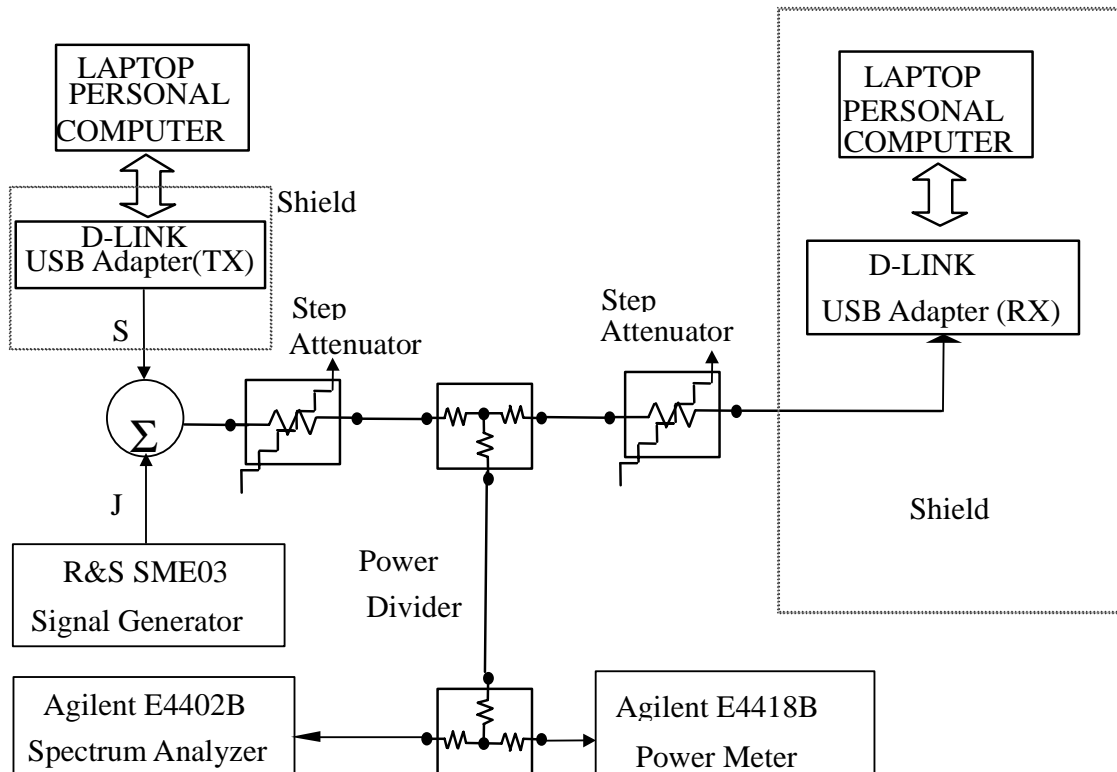 LAPTOP
PERSONAL
COMPUTER
Shield
D-LINK
USB Adapter(TX)
S
Σ
J
R&S SME03
Signal Generator
Step
Attenuator
Step
Attenuator
Power
Divider
LAPTOP
PERSONAL
COMPUTER
D-LINK
USB Adapter (RX)
Shield
Agilent E4402B
Spectrum Analyzer
Agilent E4418B
Power Meter